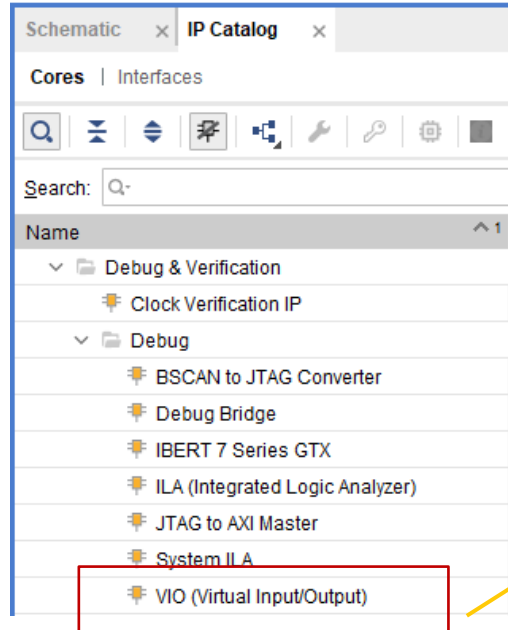 Schematic IP Catalog
Cores | Interfaces
Search: Q-
Name 1
Debug & Verification
Clock Verification IP
Debug
BSCAN to JTAG Converter
Debug Bridge
IBERT 7 Series GTX
ILA (Integrated Logic Analyzer)
JTAG to AXI Master
System ILA
VIO (Virtual Input/Output)